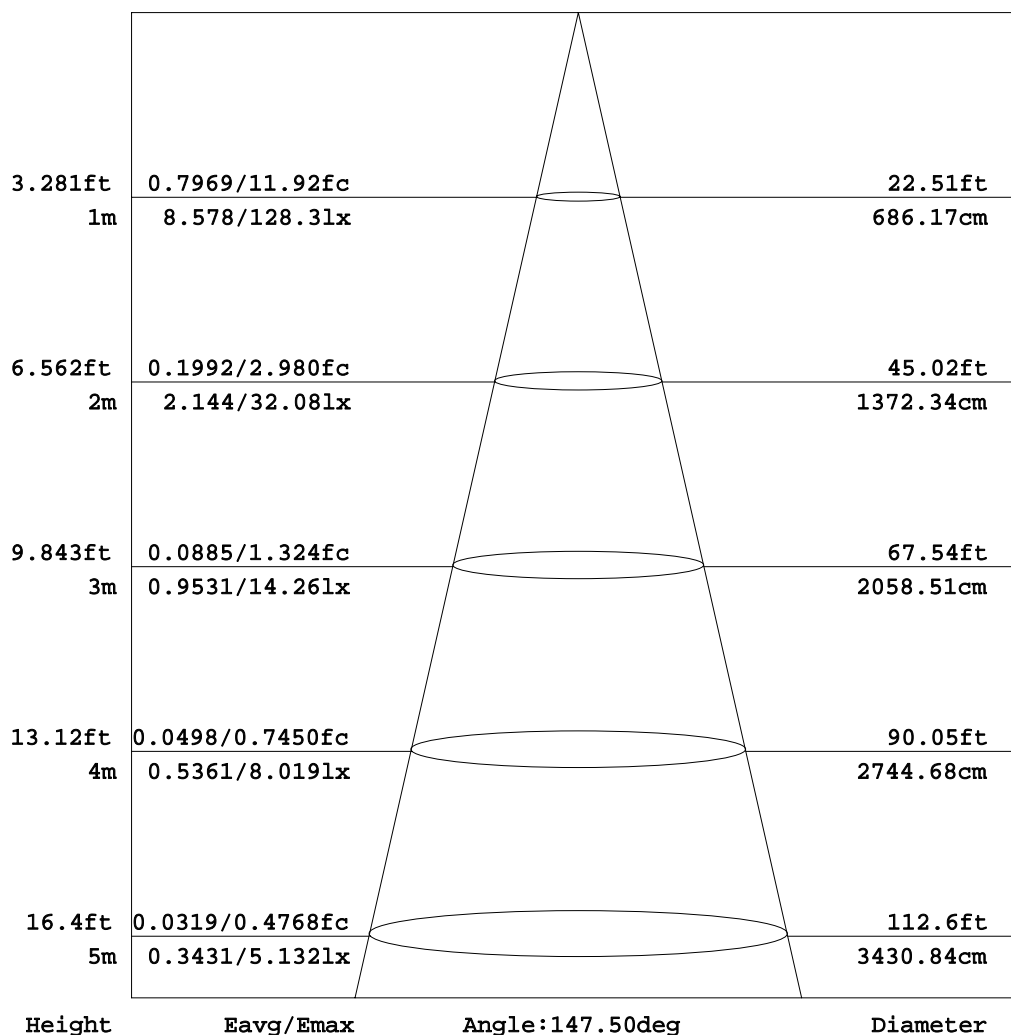 3.281ft 0.7969/11.92fc 22.51ft
1m 8.578/128.3lx 686.17cm
6.562ft 0.1992/2.980fc 45.02ft
2m 2.144/32.08lx 1372.34cm
9.843ft 0.0885/1.324fc 67.54ft
3m 0.9531/14.26lx 2058.51cm
13.12ft 0.0498/0.7450fc 90.05ft
4m 0.5361/8.019lx 2744.68cm
16.4ft 0.0319/0.4768fc 112.6ft
5m 0.3431/5.132lx 3430.84cm
Height Eavg/Emax Angle:147.50deg Diameter